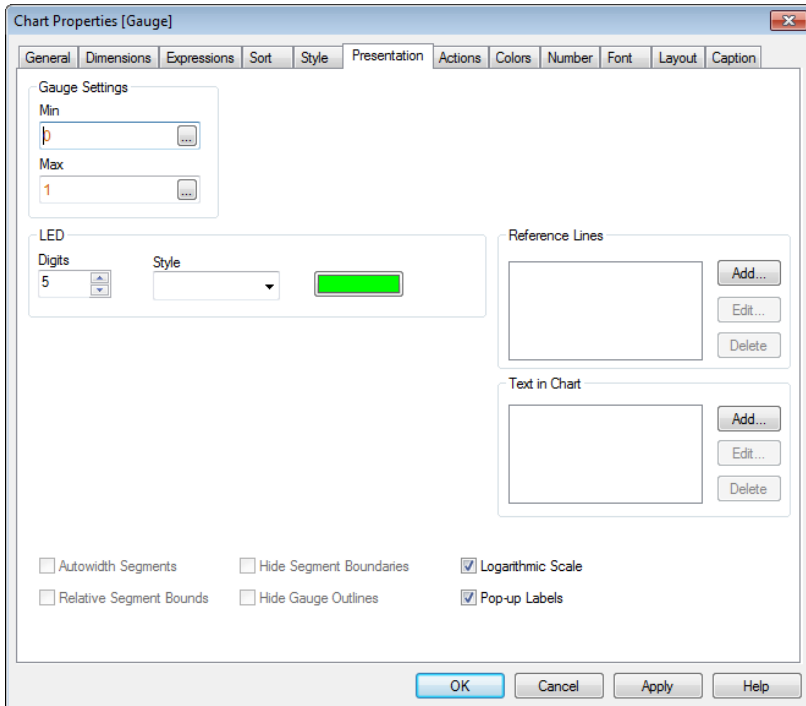 Chart Properties [Gauge]
General Dimensions Expressions Sort Style Presentation Actions Colors Number Font Layout Caption
Gauge Settings
Min
0
...
Max
1
...
LED
Digits
5
Style
Reference Lines
Add...
Edit...
Delete
Text in Chart
Add...
Edit...
Delete
Autowidth Segments Hide Segment Boundaries Logarithmic Scale
Relative Segment Bounds Hide Gauge Outlines Pop-up Labels
OK Cancel Apply Help